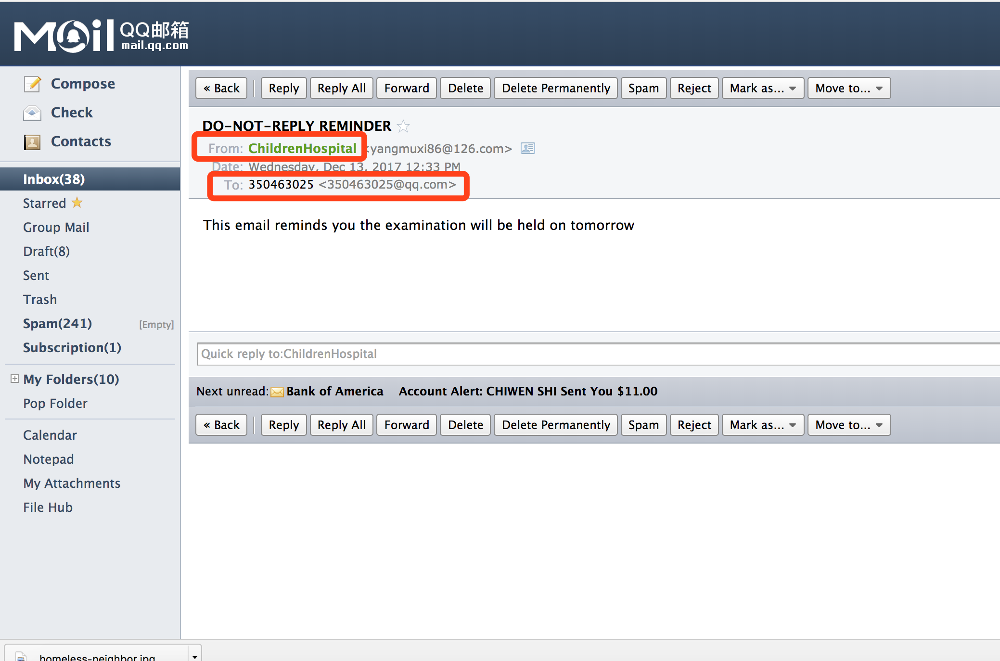 Mail QQ邮箱
mail.qq.com
Compose
Check
Contacts
Inbox(38)
Starred
Group Mail
Draft(8)
Sent
Trash
Spam(241) [Empty]
Subscription(1)
My Folders(10)
Pop Folder
Calendar
Notepad
My Attachments
File Hub
« Back Reply Reply All Forward Delete Delete Permanently Spam Reject Mark as... Move to...
DO-NOT-REPLY REMINDER
From: ChildrenHospital <yangmuxi86@126.com>
Date: Wednesday, Dec 13, 2017 12:33 PM
To: 350463025 <350463025@qq.com>
This email reminds you the examination will be held on tomorrow
Quick reply to:ChildrenHospital
Next unread: Bank of America Account Alert: CHIWEN SHI Sent You $11.00
« Back Reply Reply All Forward Delete Delete Permanently Spam Reject Mark as... Move to...
homeless-neighbor.jpg